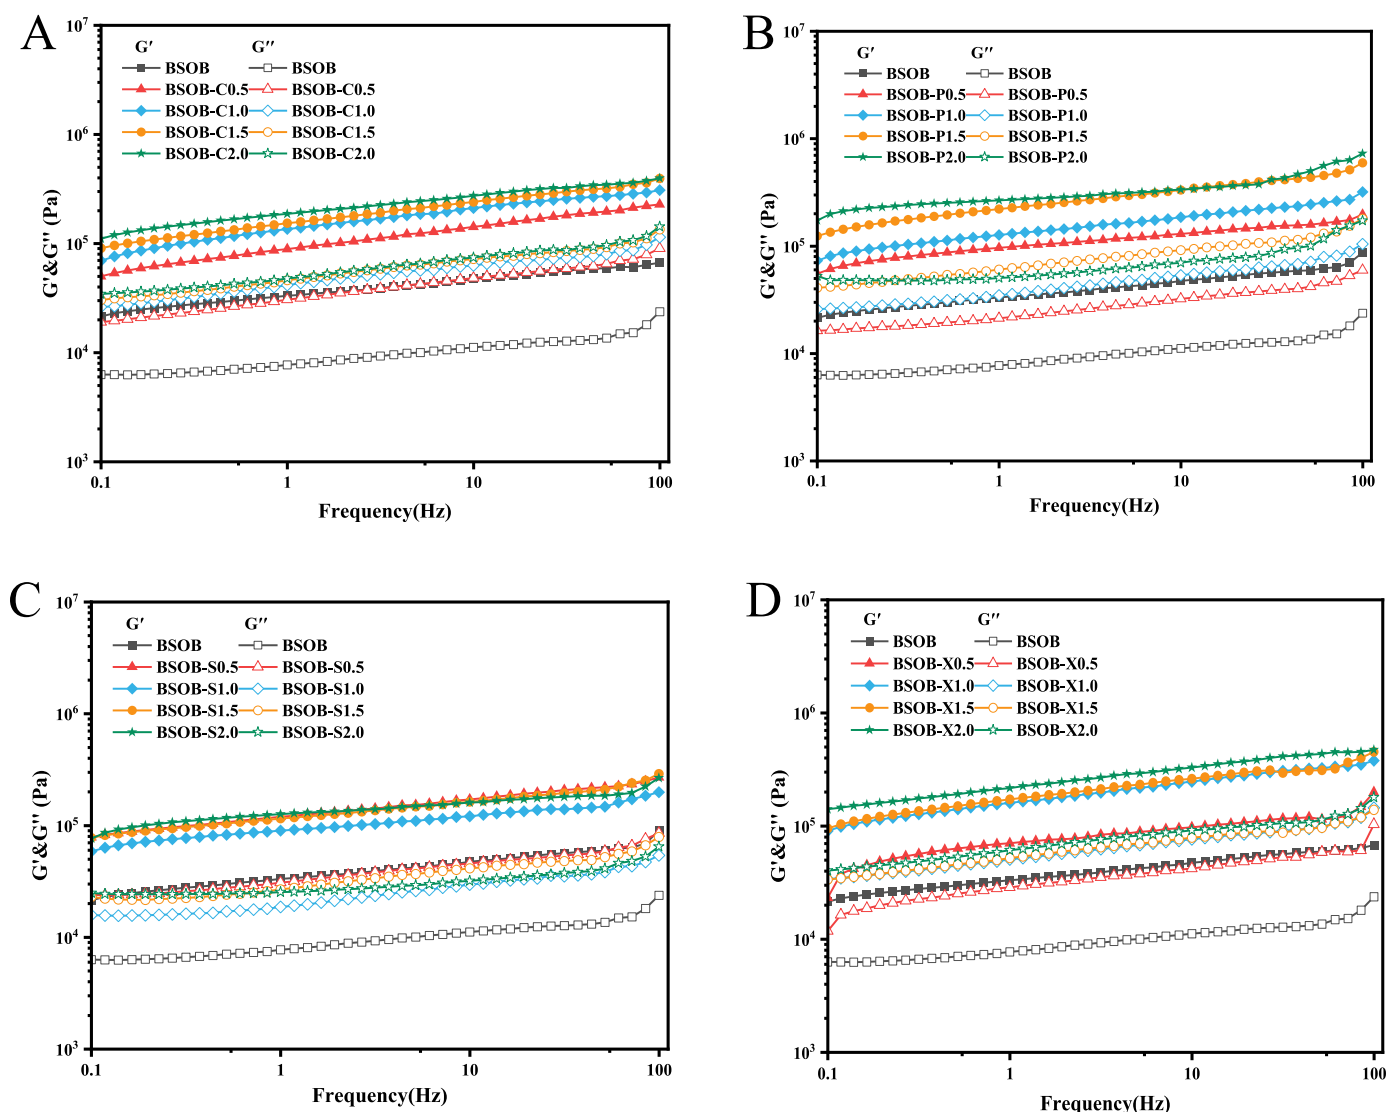 A
G′ G″
BSOB BSOB
BSOB-C0.5 BSOB-C0.5
BSOB-C1.0 BSOB-C1.0
BSOB-C1.5 BSOB-C1.5
BSOB-C2.0 BSOB-C2.0
10⁷
10⁶
10⁵
10⁴
10³
G'&G'' (Pa)
0.1 1 10 100
Frequency(Hz)
B
G′ G″
BSOB BSOB
BSOB-P0.5 BSOB-P0.5
BSOB-P1.0 BSOB-P1.0
BSOB-P1.5 BSOB-P1.5
BSOB-P2.0 BSOB-P2.0
10⁷
10⁶
10⁵
10⁴
10³
G'&G'' (Pa)
0.1 1 10 100
Frequency(Hz)
C
G′ G″
BSOB BSOB
BSOB-S0.5 BSOB-S0.5
BSOB-S1.0 BSOB-S1.0
BSOB-S1.5 BSOB-S1.5
BSOB-S2.0 BSOB-S2.0
10⁷
10⁶
10⁵
10⁴
10³
G'&G'' (Pa)
0.1 1 10 100
Frequency(Hz)
D
G′ G″
BSOB BSOB
BSOB-X0.5 BSOB-X0.5
BSOB-X1.0 BSOB-X1.0
BSOB-X1.5 BSOB-X1.5
BSOB-X2.0 BSOB-X2.0
10⁷
10⁶
10⁵
10⁴
10³
G'&G'' (Pa)
0.1 1 10 100
Frequency(Hz)